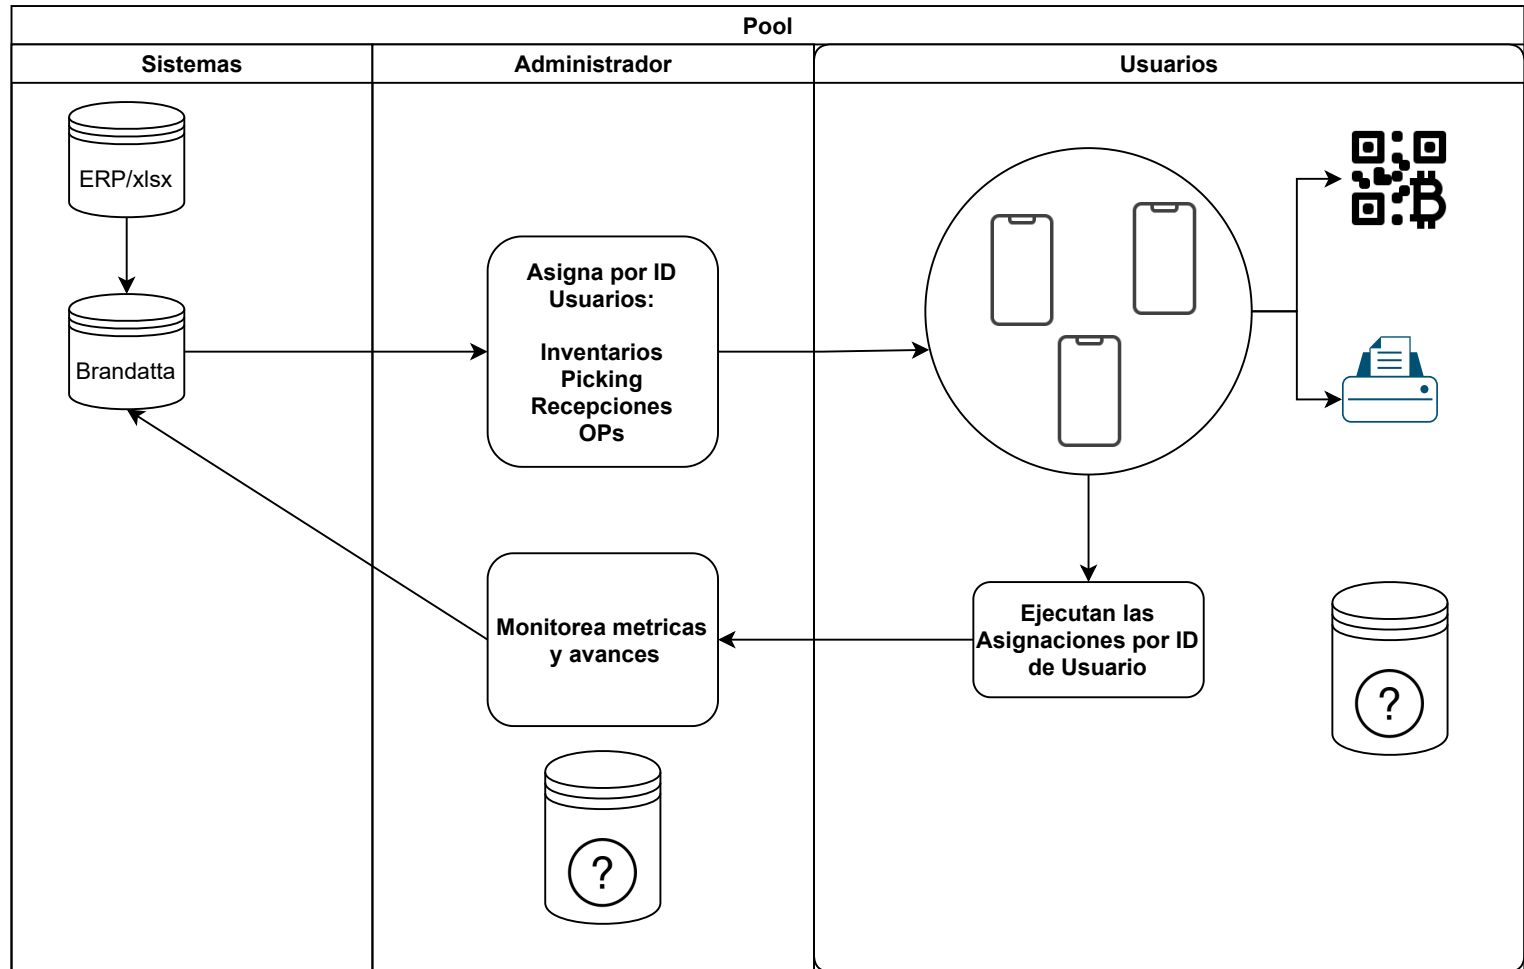 Pool
Sistemas
Administrador
Usuarios
ERP/xlsx
Brandatta
Asigna por ID
Usuarios:
Inventarios
Picking
Recepciones
OPs
Monitorea metricas
y avances
Ejecutan las
Asignaciones por ID
de Usuario
?
?